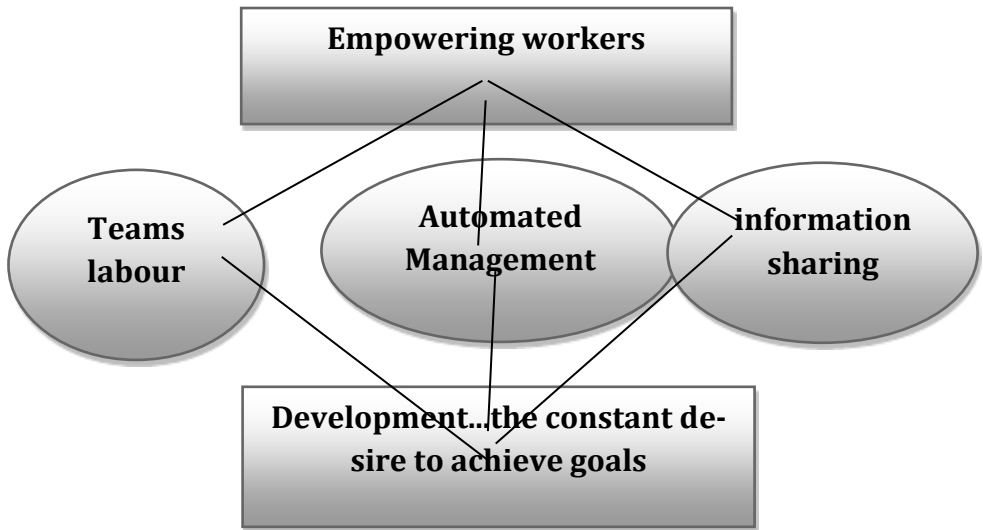 Empowering workers
Teams
labour
Automated
Management
information
sharing
Development...the constant de-
sire to achieve goals